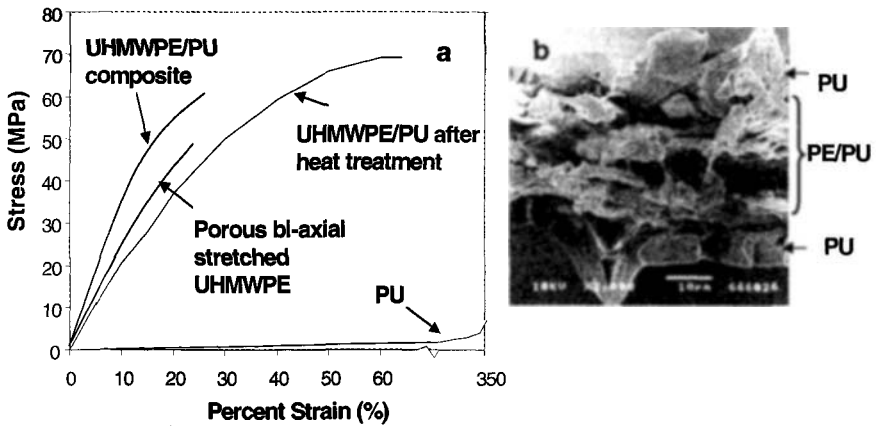 a
80
70
60
50
40
30
20
10
0
Stress (MPa)
UHMWPE/PU
composite
UHMWPE/PU after
heat treatment
Porous bl-axial
stretched
UHMWPE
PU
0
10
20
30
40
50
60
350
Percent Strain (%)
b
PU
PE/PU
PU
10kV